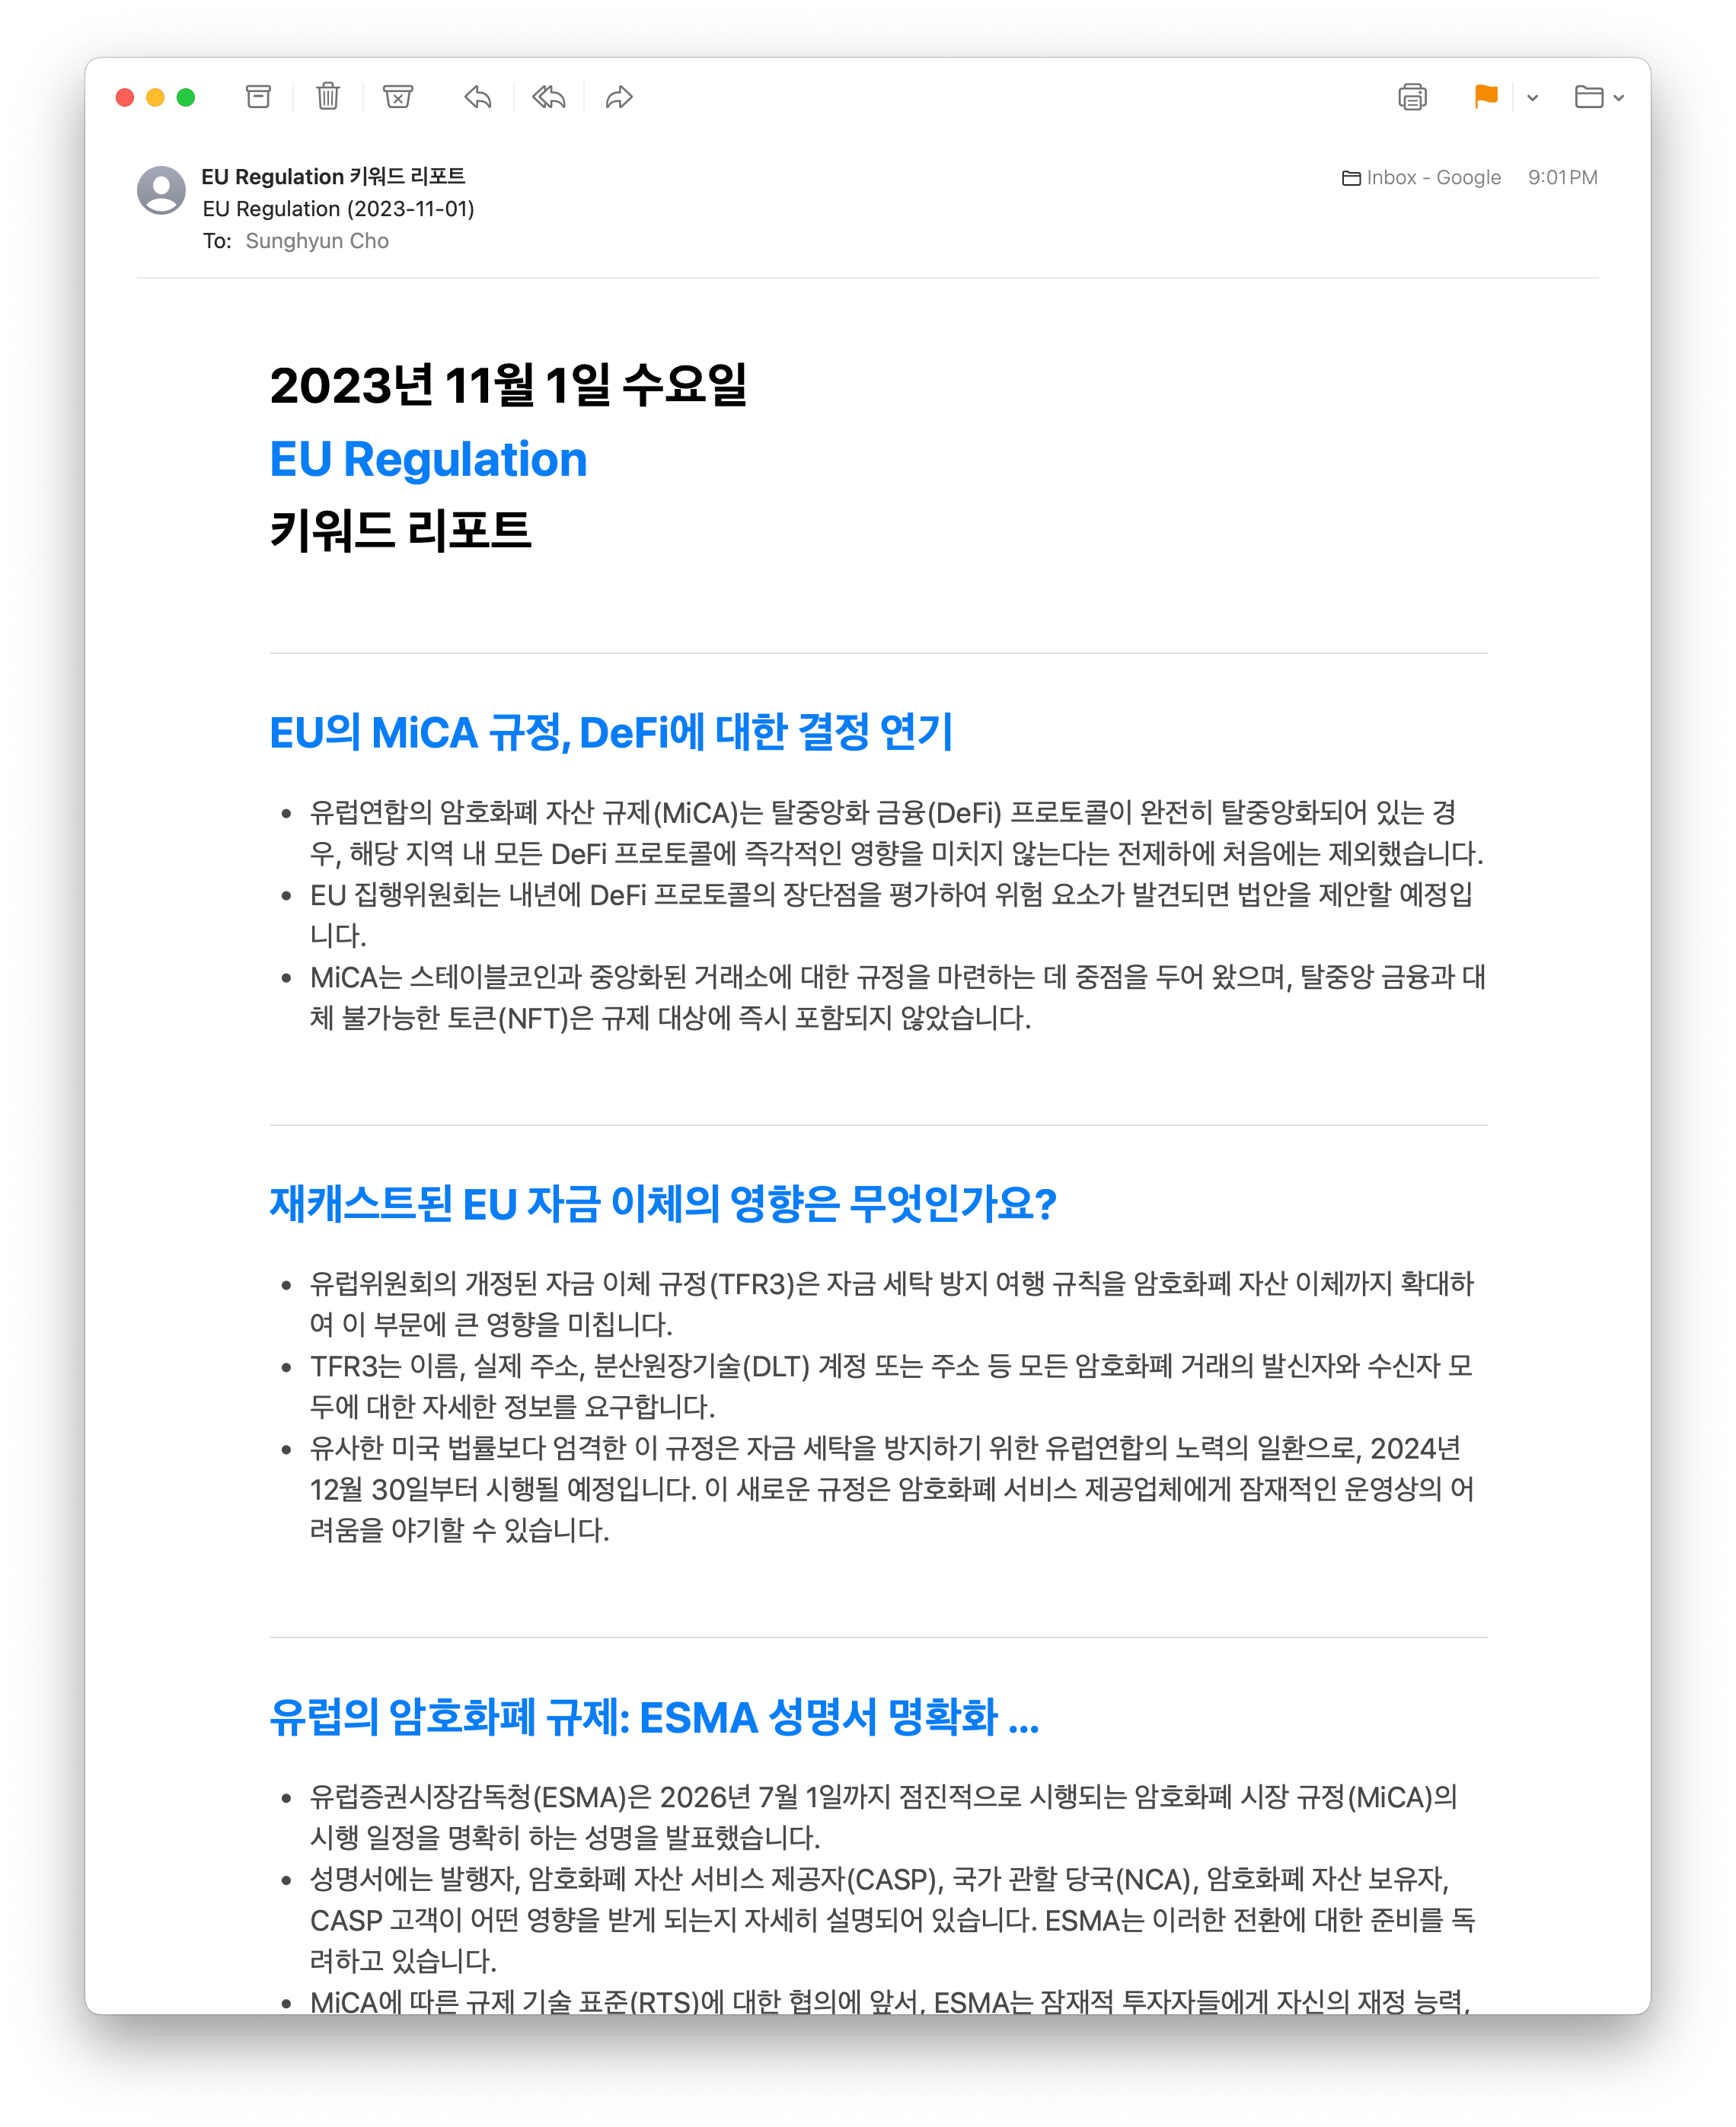 EU Regulation 키워드 리포트
Inbox - Google 9:01 PM
EU Regulation (2023-11-01)
To: Sunghyun Cho
2023년 11월 1일 수요일
EU Regulation
키워드 리포트
EU의 MiCA 규정, DeFi에 대한 결정 연기
• 유럽연합의 암호화폐 자산 규제(MiCA)는 탈중앙화 금융(DeFi) 프로토콜이 완전히 탈중앙화되어 있는 경
우, 해당 지역 내 모든 DeFi 프로토콜에 즉각적인 영향을 미치지 않는다는 전제하에 처음에는 제외했습니다.
• EU 집행위원회는 내년에 DeFi 프로토콜의 장단점을 평가하여 위험 요소가 발견되면 법안을 제안할 예정입
니다.
• MiCA는 스테이블코인과 중앙화된 거래소에 대한 규정을 마련하는 데 중점을 두어 왔으며, 탈중앙 금융과 대
체 불가능한 토큰(NFT)은 규제 대상에 즉시 포함되지 않았습니다.
재캐스트된 EU 자금 이체의 영향은 무엇인가요?
• 유럽위원회의 개정된 자금 이체 규정(TFR3)은 자금 세탁 방지 여행 규칙을 암호화폐 자산 이체까지 확대하
여 이 부문에 큰 영향을 미칩니다.
• TFR3는 이름, 실제 주소, 분산원장기술(DLT) 계정 또는 주소 등 모든 암호화폐 거래의 발신자와 수신자 모
두에 대한 자세한 정보를 요구합니다.
• 유사한 미국 법률보다 엄격한 이 규정은 자금 세탁을 방지하기 위한 유럽연합의 노력의 일환으로, 2024년
12월 30일부터 시행될 예정입니다. 이 새로운 규정은 암호화폐 서비스 제공업체에게 잠재적인 운영상의 어
려움을 야기할 수 있습니다.
유럽의 암호화폐 규제: ESMA 성명서 명확화 ...
• 유럽증권시장감독청(ESMA)은 2026년 7월 1일까지 점진적으로 시행되는 암호화폐 시장 규정(MiCA)의
시행 일정을 명확히 하는 성명을 발표했습니다.
• 성명서에는 발행자, 암호화폐 자산 서비스 제공자(CASP), 국가 관할 당국(NCA), 암호화폐 자산 보유자,
CASP 고객이 어떤 영향을 받게 되는지 자세히 설명되어 있습니다. ESMA는 이러한 전환에 대한 준비를 독
려하고 있습니다.
• MiCA에 따른 규제 기술 표준(RTS)에 대한 협의에 앞서, ESMA는 잠재적 투자자들에게 자신의 재정 능력,